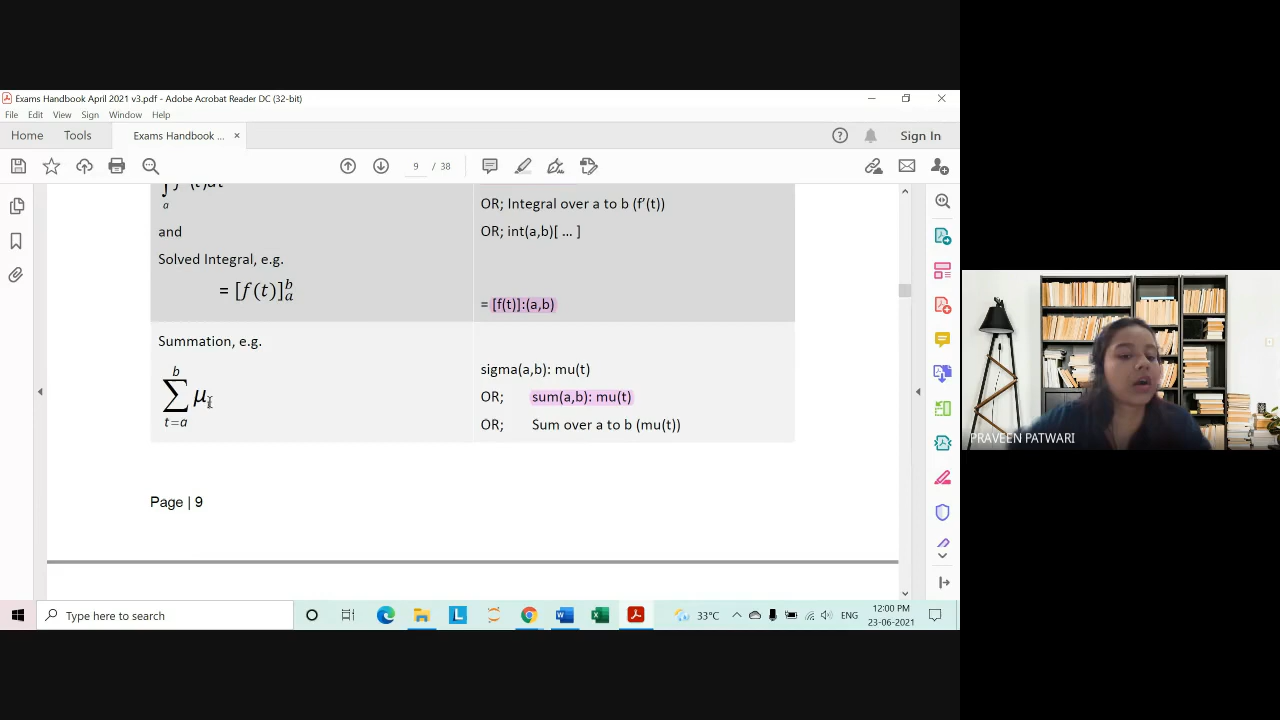 Exams Handbook April 2021 v3.pdf - Adobe Acrobat Reader DC (32-bit)
File Edit View Sign Window Help
Home Tools Exams Handbook ... × Sign In
9 / 38
a
OR; Integral over a to b (f'(t))
and
OR; int(a,b)[ ... ]
Solved Integral, e.g.
= [f(t)]ᵇₐ
= [f(t)]:(a,b)
Summation, e.g.
b
∑ μ
t=a
sigma(a,b): mu(t)
OR; sum(a,b): mu(t)
OR; Sum over a to b (mu(t))
Page | 9
PRAVEEN PATWARI
Type here to search
33°C ENG
12:00 PM
23-06-2021